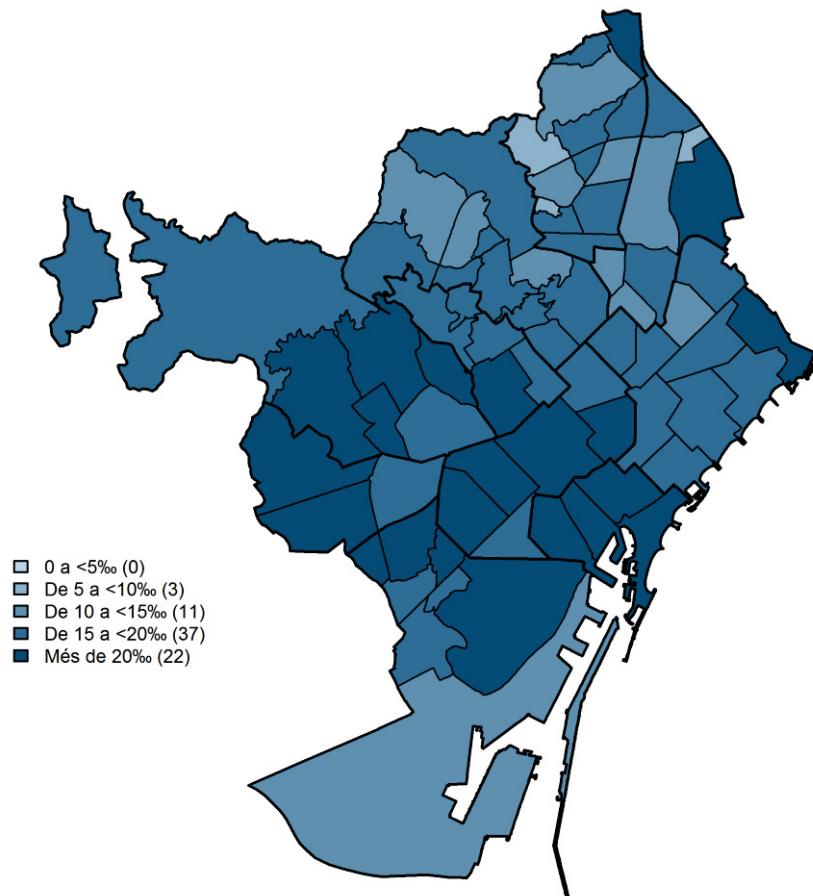 0 a <5‰ (0)
De 5 a <10‰ (3)
De 10 a <15‰ (11)
De 15 a <20‰ (37)
Més de 20‰ (22)